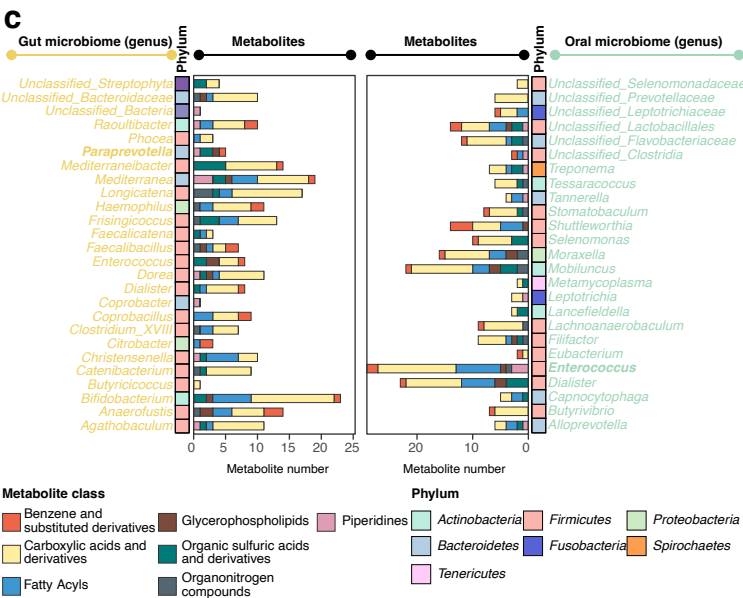 c
Gut microbiome (genus)
Phylum
Metabolites
Metabolites
Phylum
Oral microbiome (genus)
Unclassified_Streptophyta
Unclassified_Bacteroidaceae
Unclassified_Bacteria
Raoultibacter
Phocea
Paraprevotella
Mediterraneibacter
Mediterranea
Longicatena
Haemophilus
Frisingicoccus
Faecalicatena
Faecalibacillus
Enterococcus
Dorea
Dialister
Coprobacter
Coprobacillus
Clostridium_XVIII
Citrobacter
Christensenella
Catenibacterium
Butyricicoccus
Bifidobacterium
Anaerofustis
Agathobaculum
0 5 10 15 20 25
Metabolite number
20 10 0
Metabolite number
Unclassified_Selenomonadaceae
Unclassified_Prevotellaceae
Unclassified_Leptotrichiaceae
Unclassified_Lactobacillales
Unclassified_Flavobacteriaceae
Unclassified_Clostridia
Treponema
Tessaracoccus
Tannerella
Stomatobaculum
Shuttleworthia
Selenomonas
Moraxella
Mobiluncus
Metamycoplasma
Leptotrichia
Lancefieldella
Lachnoanaerobaculum
Filifactor
Eubacterium
Enterococcus
Dialister
Capnocytophaga
Butyrivibrio
Alloprevotella
Metabolite class
Benzene and
substituted derivatives
Carboxylic acids and
derivatives
Fatty Acyls
Glycerophospholipids
Organic sulfuric acids
and derivatives
Organonitrogen
compounds
Piperidines
Phylum
Actinobacteria
Bacteroidetes
Tenericutes
Firmicutes
Fusobacteria
Proteobacteria
Spirochaetes